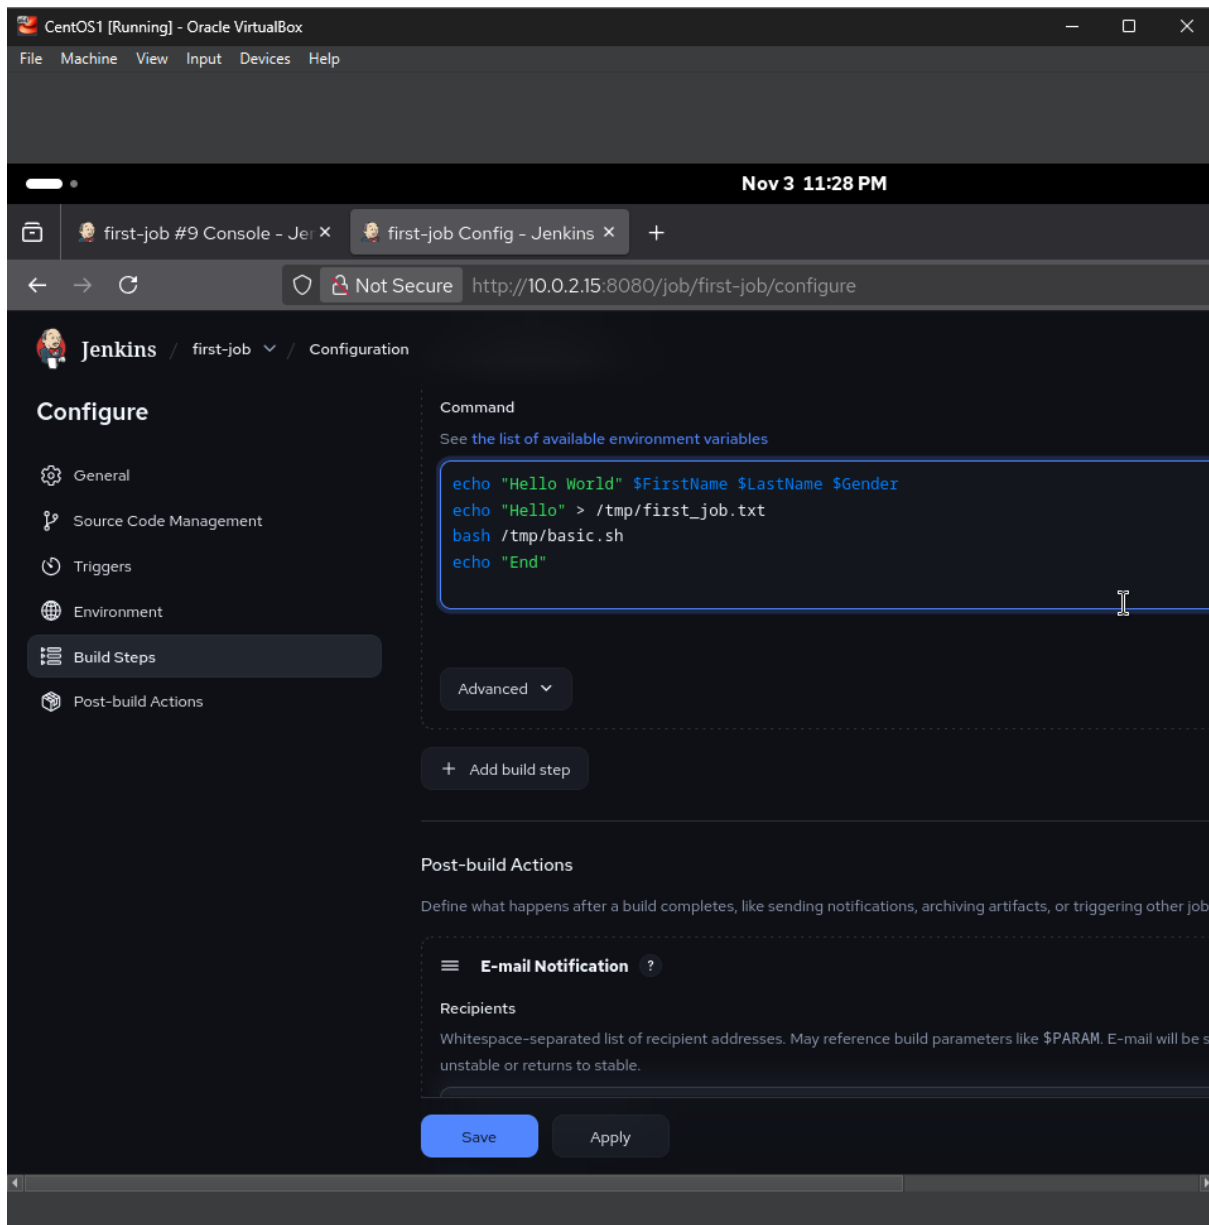 CentOS1 [Running] - Oracle VirtualBox
File Machine View Input Devices Help
Nov 3 11:28 PM
first-job #9 Console - Jer
first-job Config - Jenkins
Not Secure http://10.0.2.15:8080/job/first-job/configure
Jenkins / first-job / Configuration
Configure
General
Source Code Management
Triggers
Environment
Build Steps
Post-build Actions
Command
See the list of available environment variables
echo "Hello World" $FirstName $LastName $Gender
echo "Hello" > /tmp/first_job.txt
bash /tmp/basic.sh
echo "End"
Advanced
+ Add build step
Post-build Actions
Define what happens after a build completes, like sending notifications, archiving artifacts, or triggering other job
E-mail Notification ?
Recipients
Whitespace-separated list of recipient addresses. May reference build parameters like $PARAM. E-mail will be s
unstable or returns to stable.
Save Apply